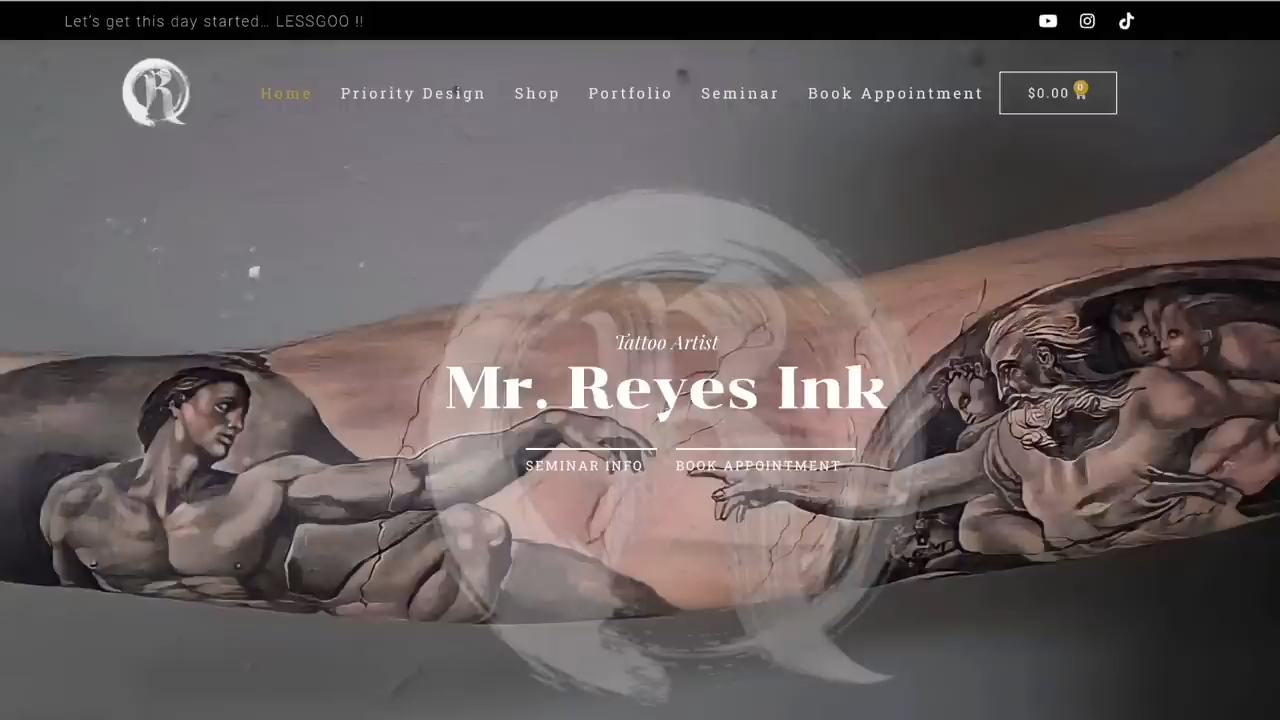 Let's get this day started… LESSGOO !!
Home Priority Design Shop Portfolio Seminar Book Appointment $0.00 0
Tattoo Artist
Mr. Reyes Ink
SEMINAR INFO BOOK APPOINTMENT